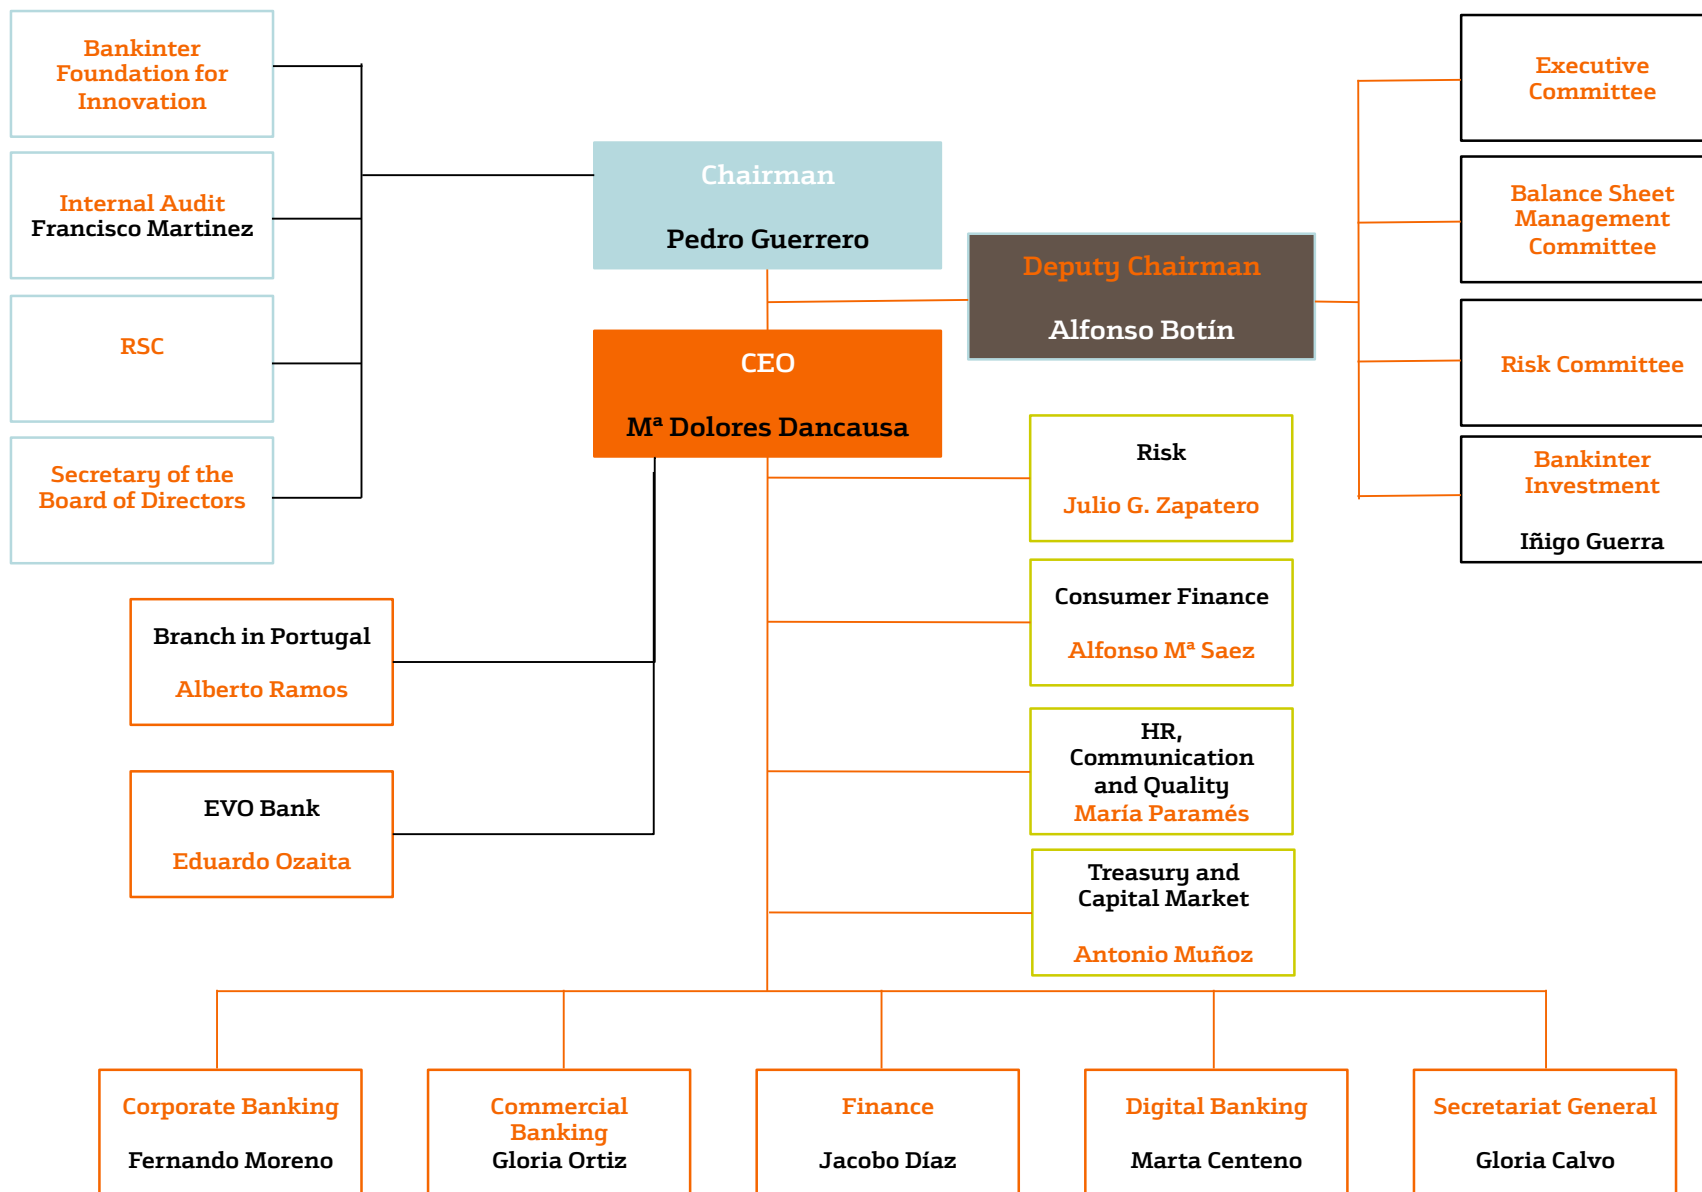 Bankinter
Foundation for
Innovation
Internal Audit
Francisco Martinez
RSC
Secretary of the
Board of Directors
Chairman
Pedro Guerrero
Deputy Chairman
Alfonso Botín
CEO
Mª Dolores Dancausa
Executive
Committee
Balance Sheet
Management
Committee
Risk Committee
Bankinter
Investment
Iñigo Guerra
Risk
Julio G. Zapatero
Consumer Finance
Alfonso Mª Saez
HR,
Communication
and Quality
María Paramés
Treasury and
Capital Market
Antonio Muñoz
Branch in Portugal
Alberto Ramos
EVO Bank
Eduardo Ozaita
Corporate Banking
Fernando Moreno
Commercial
Banking
Gloria Ortiz
Finance
Jacobo Díaz
Digital Banking
Marta Centeno
Secretariat General
Gloria Calvo